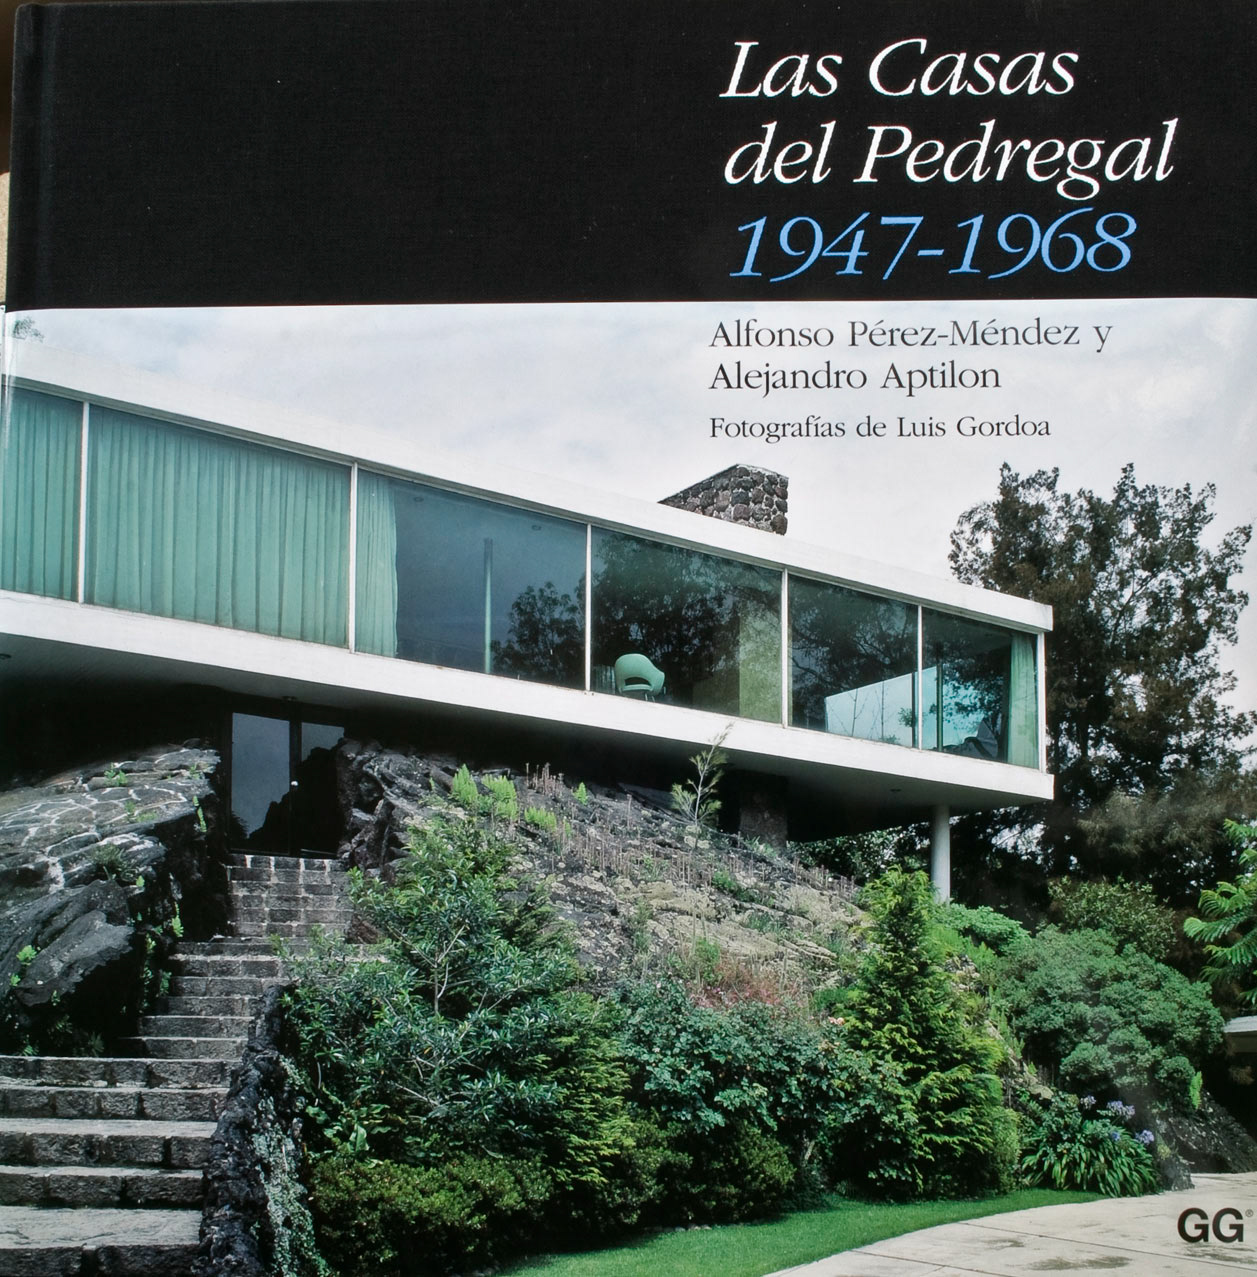 Las Casas
del Pedregal
1947-1968
Alfonso Pérez-Méndez y
Alejandro Aptilon
Fotografías de Luis Gordoa
GG®